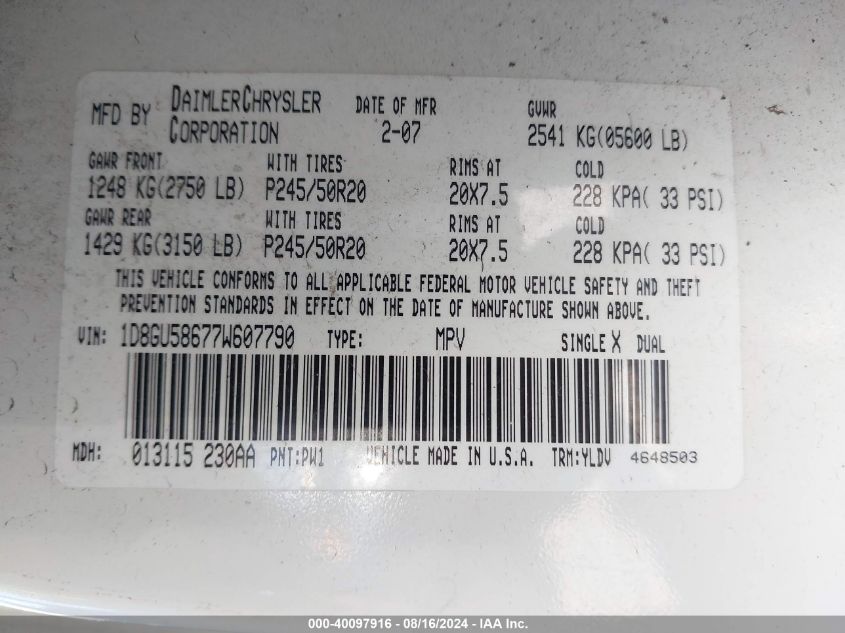 MFD BY DAIMLERCHRYSLER CORPORATION DATE OF MFR 2-07 GVWR 2541 KG(05600 LB)
GAWR FRONT WITH TIRES RIMS AT COLD
1248 KG(2750 LB) P245/50R20 20X7.5 228 KPA( 33 PSI)
GAWR REAR WITH TIRES RIMS AT COLD
1429 KG(3150 LB) P245/50R20 20X7.5 228 KPA( 33 PSI)
THIS VEHICLE CONFORMS TO ALL APPLICABLE FEDERAL MOTOR VEHICLE SAFETY AND THEFT
PREVENTION STANDARDS IN EFFECT ON THE DATE OF MANUFACTURE SHOWN ABOVE.
VIN: 1D8GU58677W607790 TYPE: MPV SINGLE X DUAL
MDH: 013115 230AA PNT:PW1 VEHICLE MADE IN U.S.A. TRM:YLDV 4648503
000-40097916 - 08/16/2024 - IAA Inc.